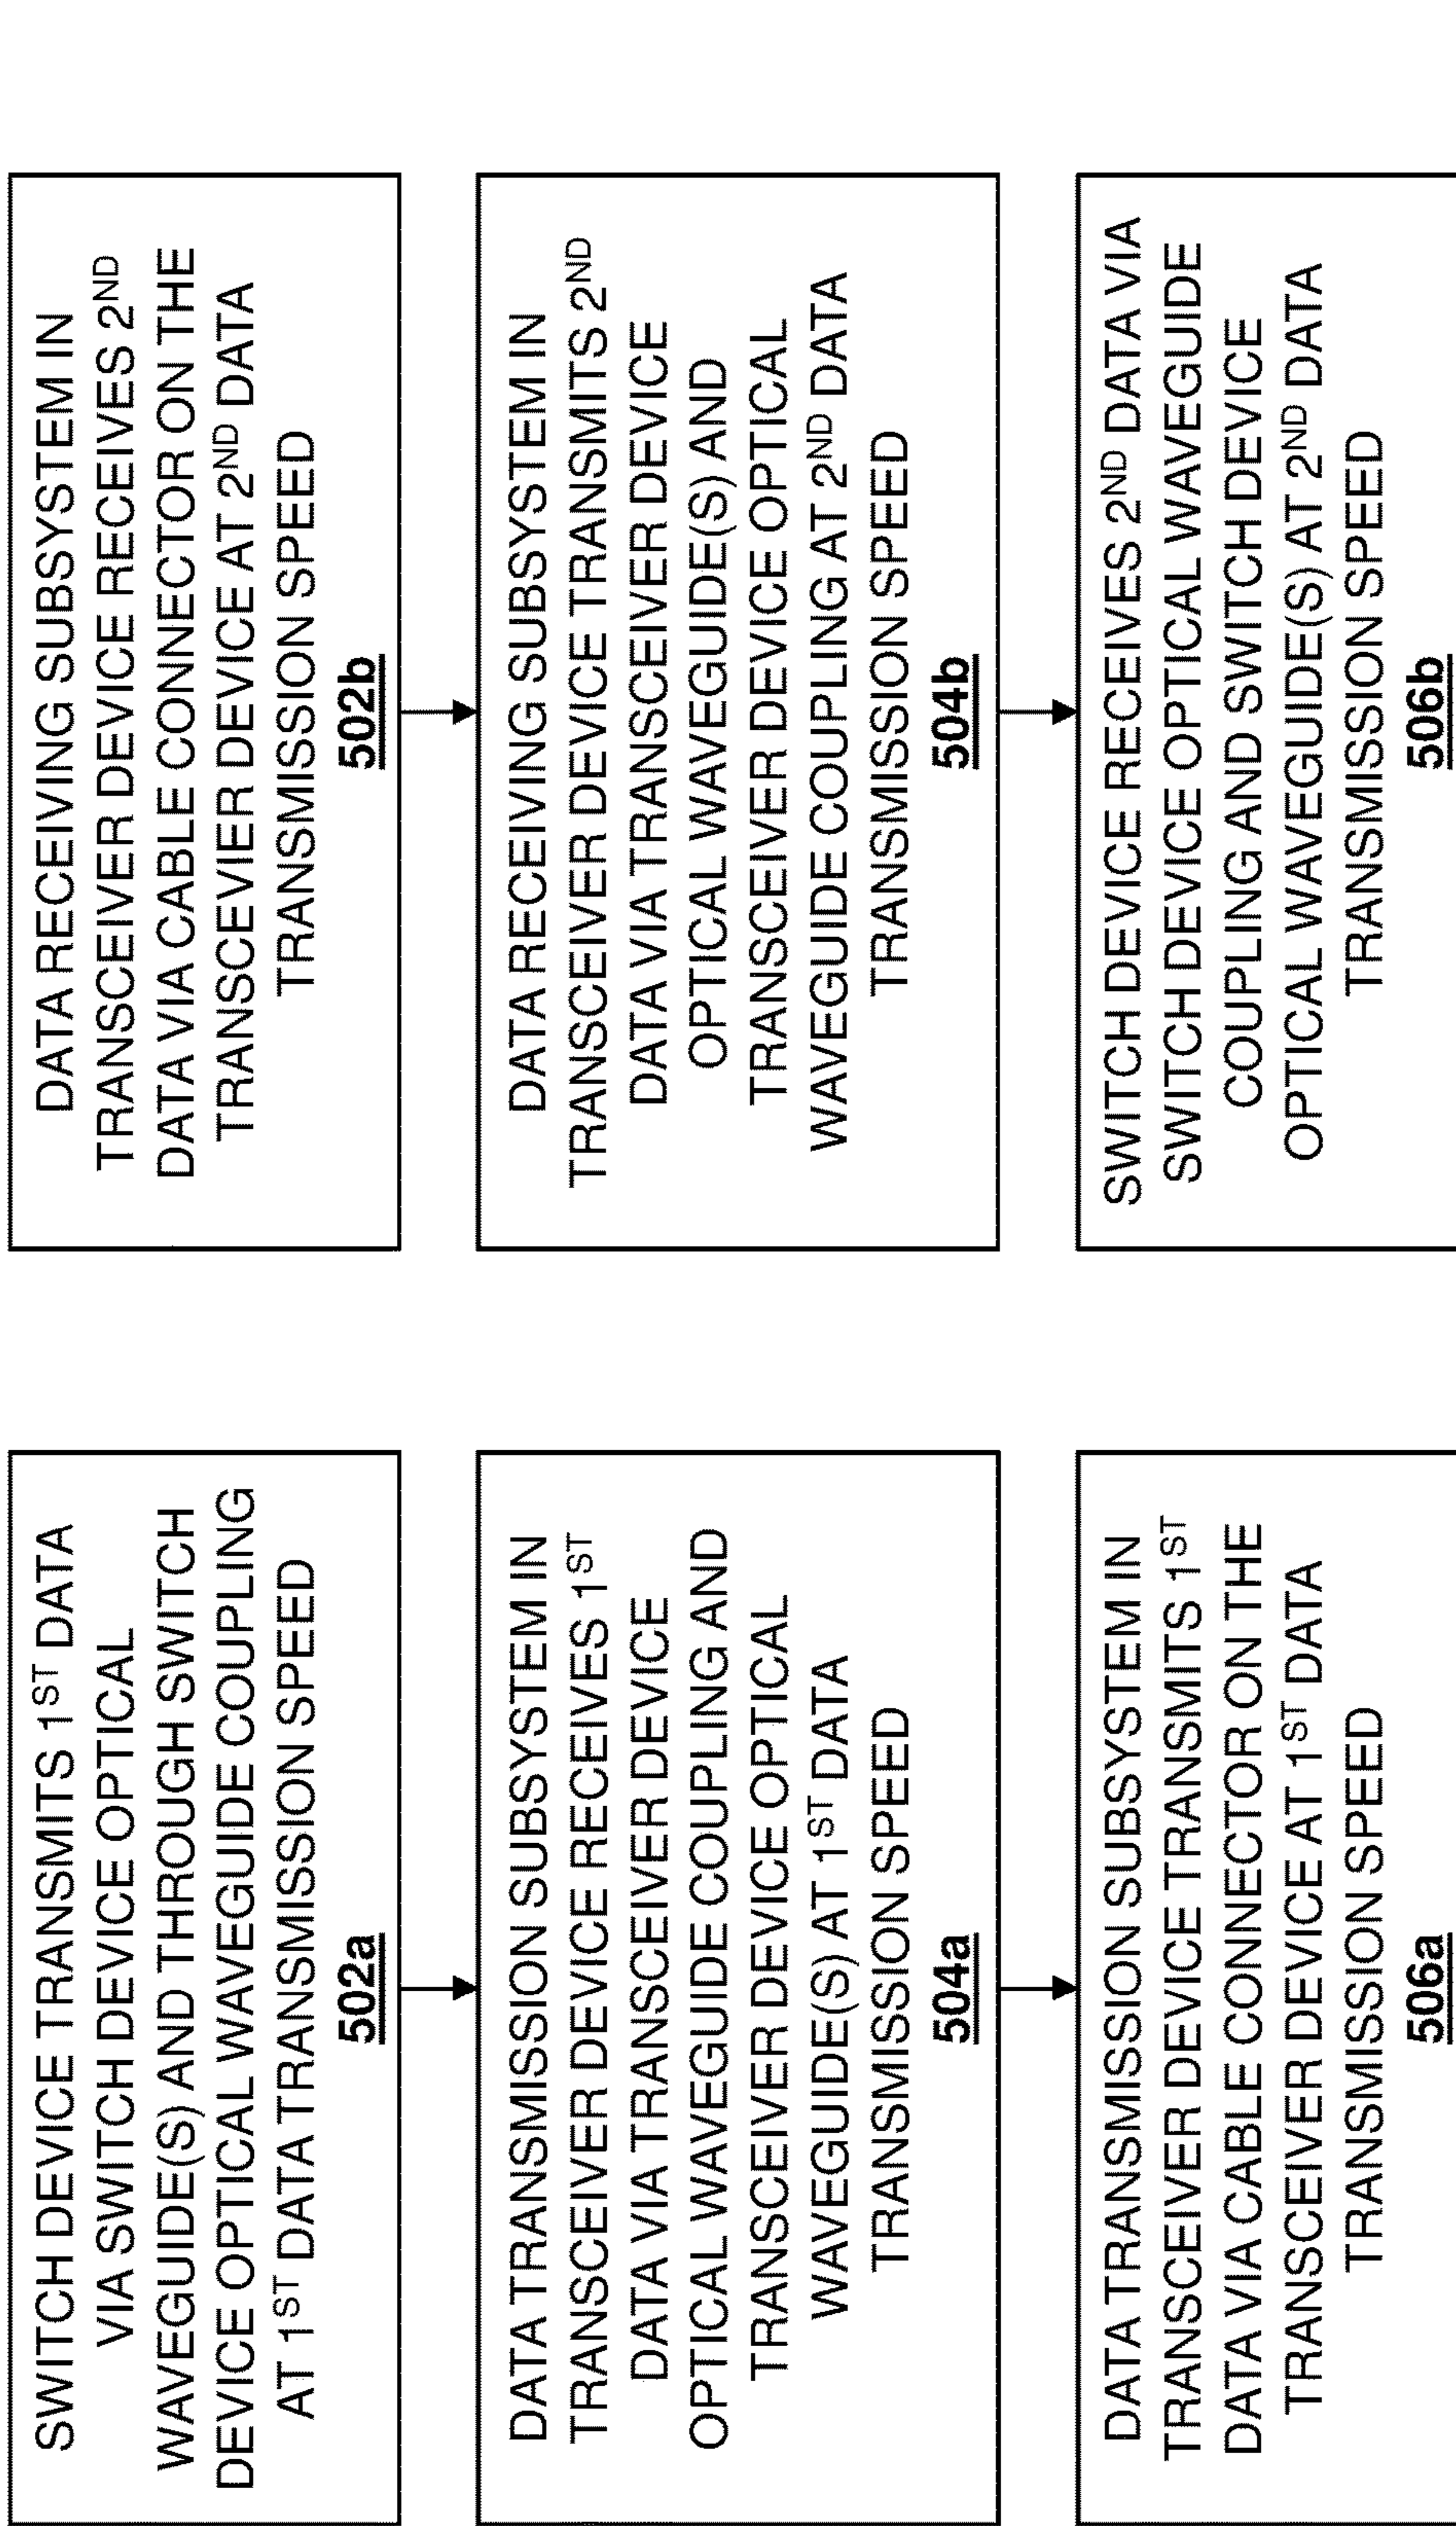 SWITCH DEVICE TRANSMITS 1ST DATA
VIA SWITCH DEVICE OPTICAL
WAVEGUIDE(S) AND THROUGH SWITCH
DEVICE OPTICAL WAVEGUIDE COUPLING
AT 1ST DATA TRANSMISSION SPEED
502a
DATA TRANSMISSION SUBSYSTEM IN
TRANSCEIVER DEVICE RECEIVES 1ST
DATA VIA TRANSCEIVER DEVICE
OPTICAL WAVEGUIDE COUPLING AND
TRANSCEIVER DEVICE OPTICAL
WAVEGUIDE(S) AT 1ST DATA
TRANSMISSION SPEED
504a
DATA TRANSMISSION SUBSYSTEM IN
TRANSCEIVER DEVICE TRANSMITS 1ST
DATA VIA CABLE CONNECTOR ON THE
TRANSCEVIER DEVICE AT 1ST DATA
TRANSMISSION SPEED
506a
DATA RECEIVING SUBSYSTEM IN
TRANSCEIVER DEVICE RECEIVES 2ND
DATA VIA CABLE CONNECTOR ON THE
TRANSCEVIER DEVICE AT 2ND DATA
TRANSMISSION SPEED
502b
DATA RECEIVING SUBSYSTEM IN
TRANSCEIVER DEVICE TRANSMITS 2ND
DATA VIA TRANSCEIVER DEVICE
OPTICAL WAVEGUIDE(S) AND
TRANSCEIVER DEVICE OPTICAL
WAVEGUIDE COUPLING AT 2ND DATA
TRANSMISSION SPEED
504b
SWITCH DEVICE RECEIVES 2ND DATA VIA
SWITCH DEVICE OPTICAL WAVEGUIDE
COUPLING AND SWITCH DEVICE
OPTICAL WAVEGUIDE(S) AT 2ND DATA
TRANSMISSION SPEED
506b